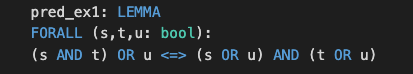 pred_ex1: LEMMA
FORALL (s,t,u: bool):
(s AND t) OR u <=> (s OR u) AND (t OR u)